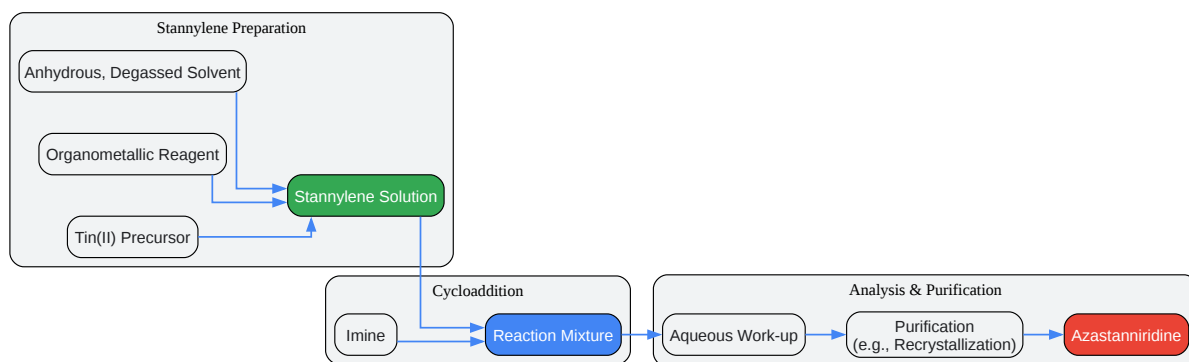 Stannylene Preparation
Anhydrous, Degassed Solvent
Organometallic Reagent
Stannylene Solution
Tin(II) Precursor
Cycloaddition
Imine
Reaction Mixture
Analysis & Purification
Aqueous Work-up
Purification
(e.g., Recrystallization)
Azastanniridine